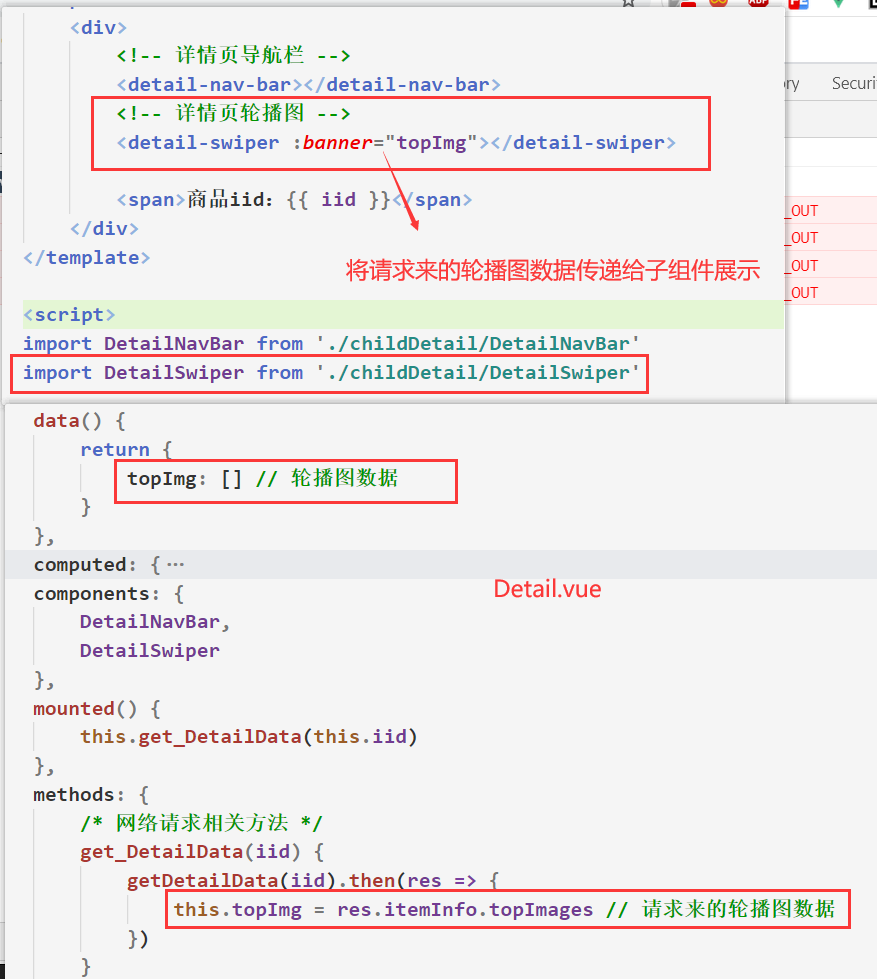 <div>
<!-- 详情页导航栏 -->
<detail-nav-bar></detail-nav-bar>
<!-- 详情页轮播图 -->
<detail-swiper :banner="topImg"></detail-swiper>
<span>商品iid: {{ iid }}</span>
</div>
</template>
将请求来的轮播图数据传递给子组件展示
<script>
import DetailNavBar from './childDetail/DetailNavBar'
import DetailSwiper from './childDetail/DetailSwiper'
ry Securi
_OUT
_OUT
_OUT
_OUT
data() {
return {
topImg: [] // 轮播图数据
}
},
computed: {…
components: {
Detail.vue
DetailNavBar,
DetailSwiper
},
mounted() {
this.get_DetailData(this.iid)
},
methods: {
/* 网络请求相关方法 */
get_DetailData(iid) {
getDetailData(iid).then(res => {
this.topImg = res.itemInfo.topImages // 请求来的轮播图数据
})
}